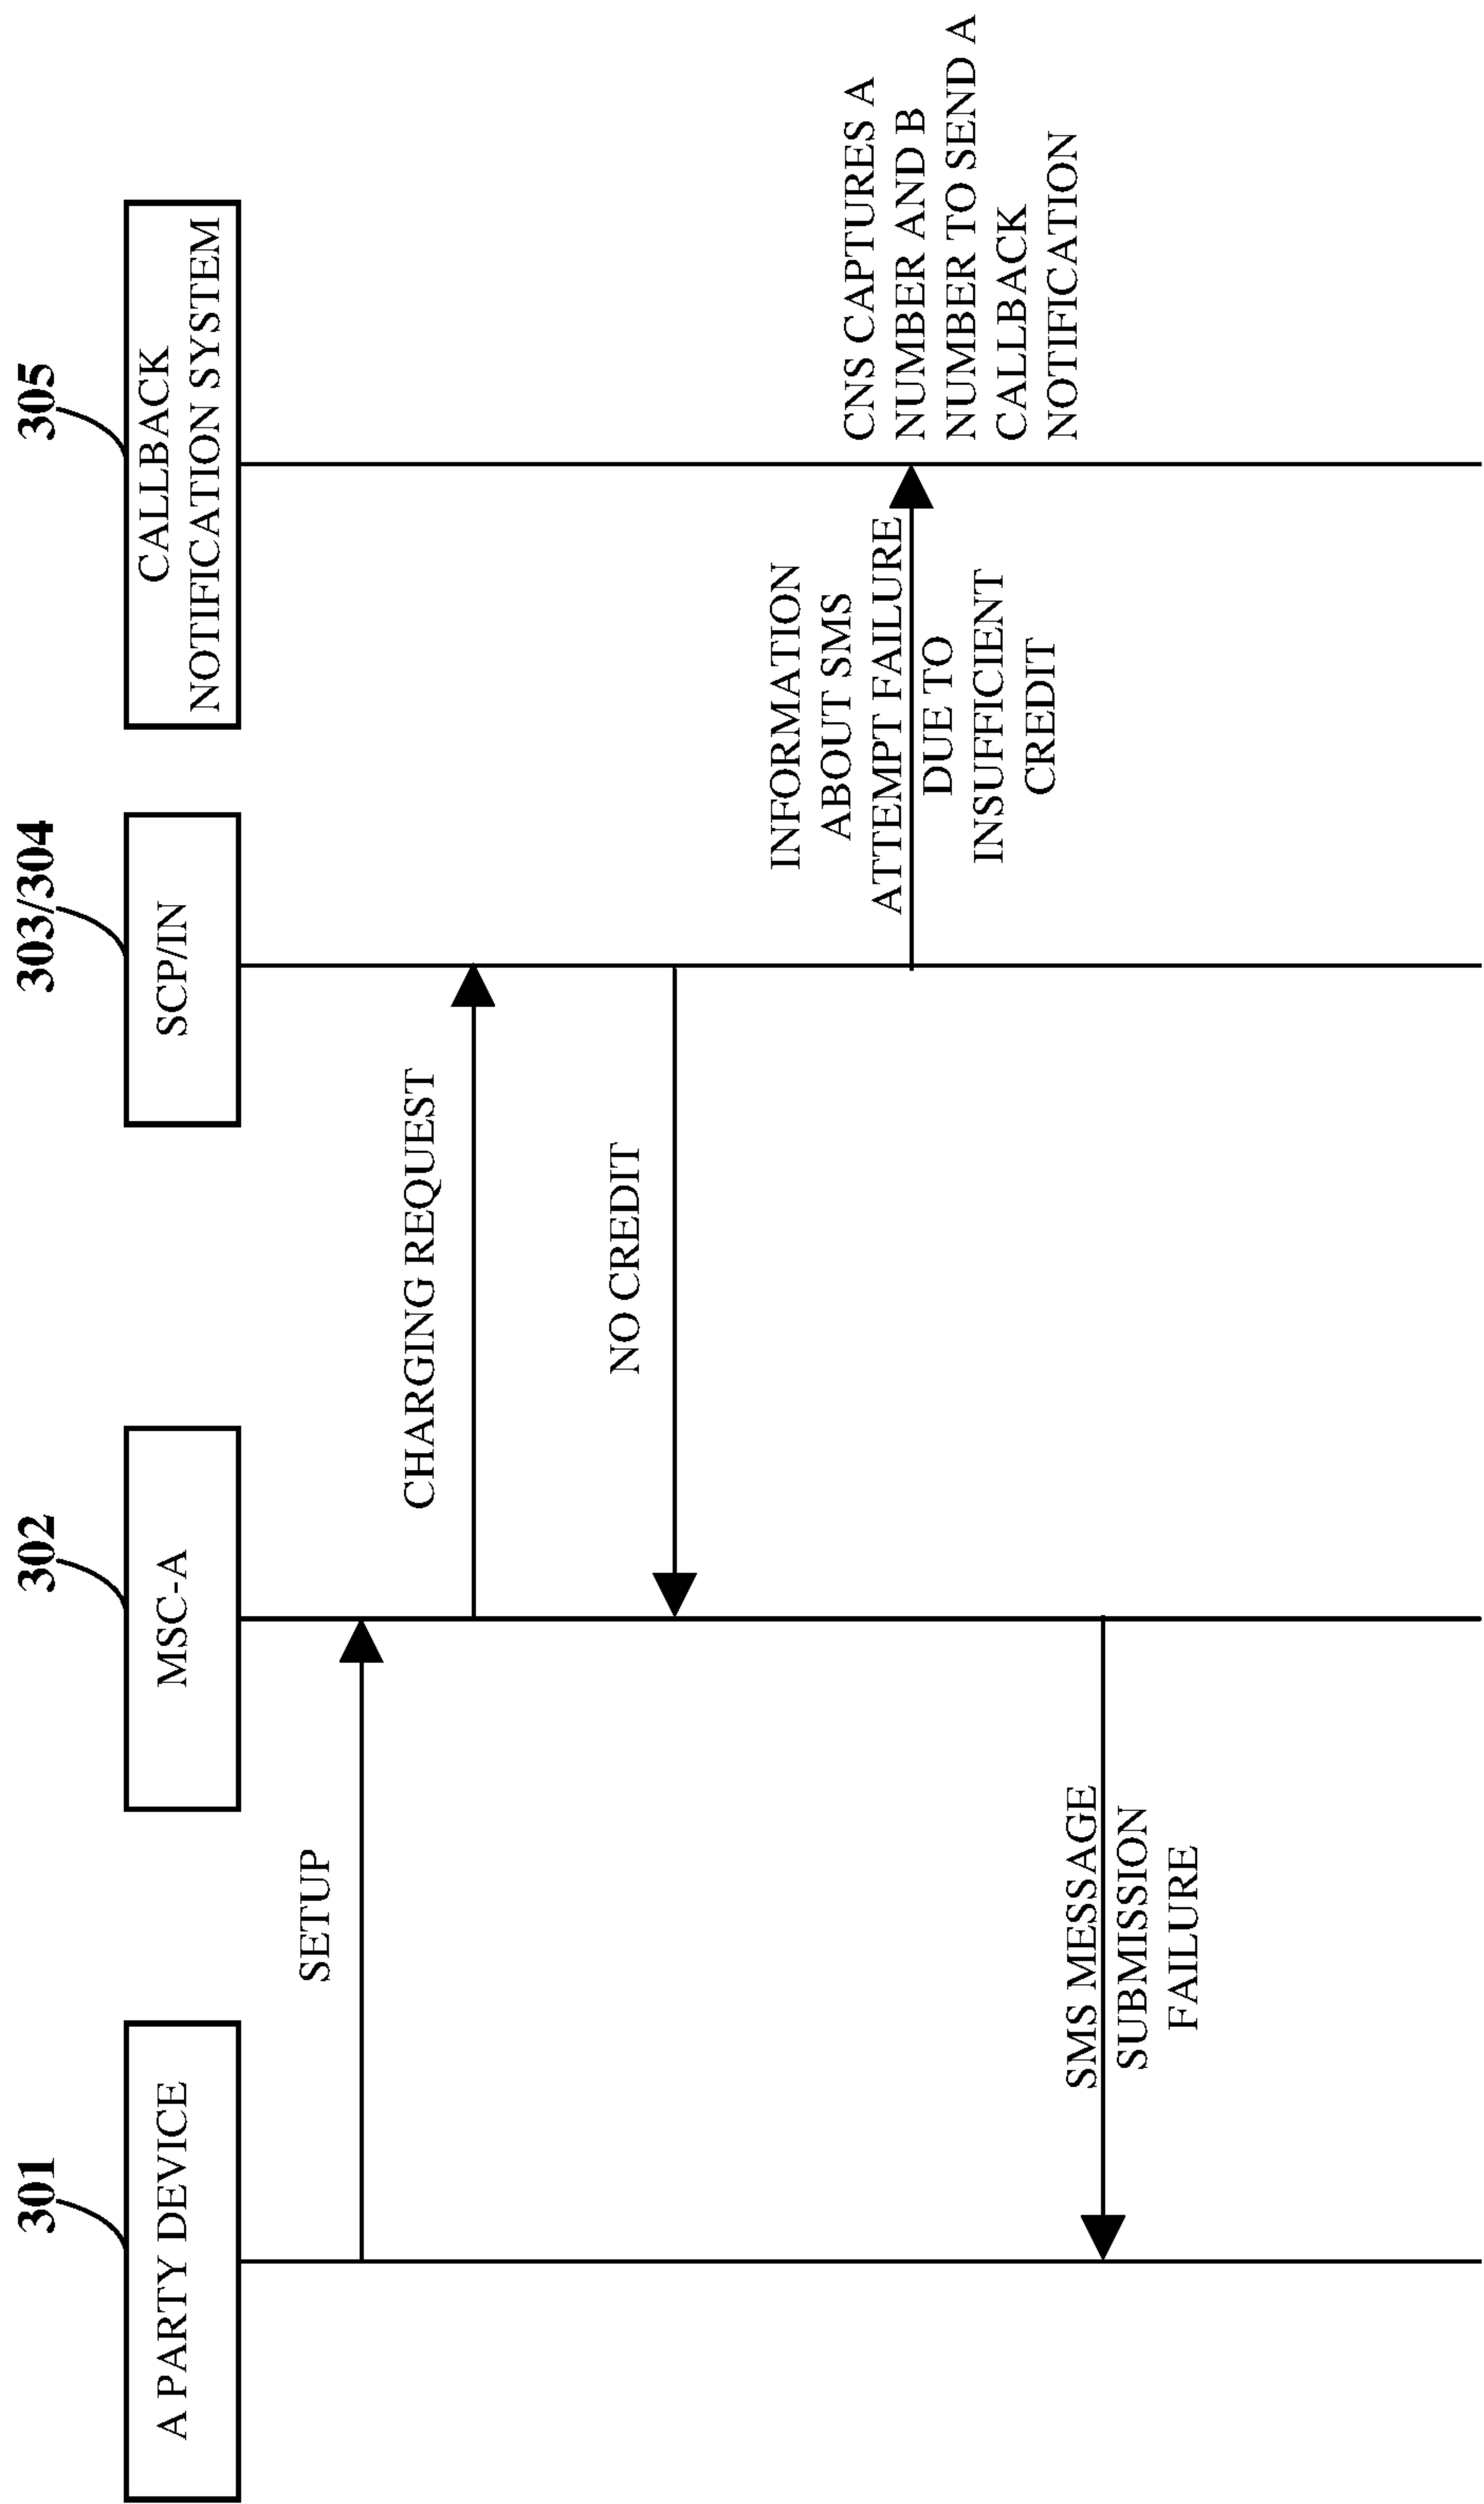 301
302
303/304
305
A PARTY DEVICE
MSC-A
SCP/IN
CALLBACK
NOTIFICATION SYSTEM
SETUP
CHARGING REQUEST
NO CREDIT
INFORMATION
ABOUT SMS
ATTEMPT FAILURE
DUE TO
INSUFFICIENT
CREDIT
CNS CAPTURES A
NUMBER AND B
NUMBER TO SEND A
CALLBACK
NOTIFICATION
SMS MESSAGE
SUBMISSION
FAILURE